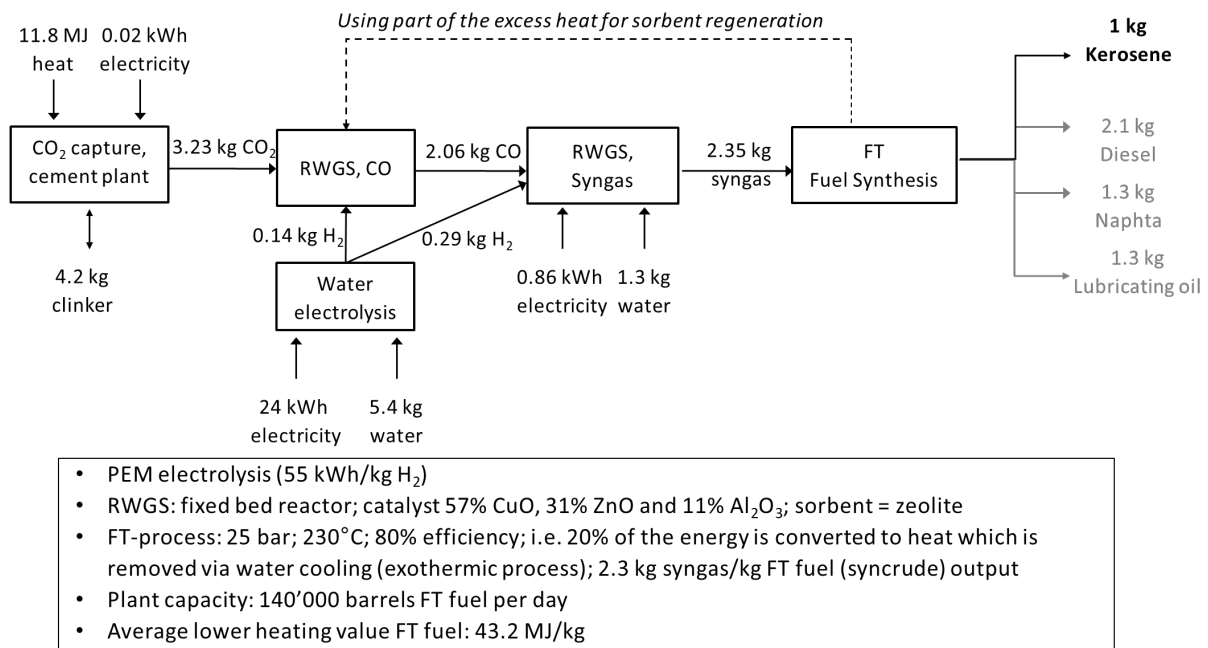 Using part of the excess heat for sorbent regeneration
11.8 MJ
heat
0.02 kWh
electricity
CO₂ capture,
cement plant
3.23 kg CO₂
RWGS, CO
2.06 kg CO
RWGS,
Syngas
2.35 kg
syngas
FT
Fuel Synthesis
1 kg
Kerosene
2.1 kg
Diesel
1.3 kg
Naphta
1.3 kg
Lubricating oil
4.2 kg
clinker
0.14 kg H₂
0.29 kg H₂
Water
electrolysis
0.86 kWh
electricity
1.3 kg
water
24 kWh
electricity
5.4 kg
water
• PEM electrolysis (55 kWh/kg H₂)
• RWGS: fixed bed reactor; catalyst 57% CuO, 31% ZnO and 11% Al₂O₃; sorbent = zeolite
• FT-process: 25 bar; 230°C; 80% efficiency; i.e. 20% of the energy is converted to heat which is
removed via water cooling (exothermic process); 2.3 kg syngas/kg FT fuel (syncrude) output
• Plant capacity: 140’000 barrels FT fuel per day
• Average lower heating value FT fuel: 43.2 MJ/kg